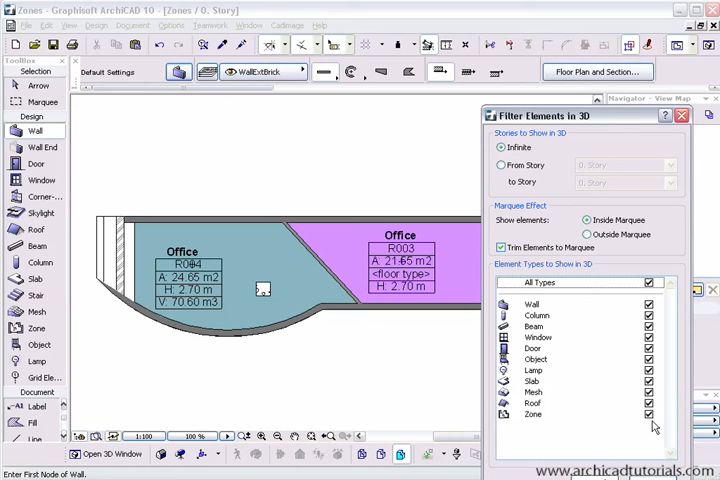 Zones - Graphisoft ArchiCAD 10 - [Zones / 0. Story]
File Edit View Design Document Options Teamwork Window CadImage Help
ToolBox
Selection
Arrow
Marquee
Design
Wall
Wall End
Door
Window
Corner-...
Skylight
Roof
Beam
Column
Slab
Stair
Mesh
Zone
Object
Lamp
Grid Ele...
Document
Label
Fill
Line
Default Settings
WallExtBrick
Floor Plan and Section...
Navigator - View Map
Office
R004
A: 24.65 m2
H: 2.70 m
V: 70.60 m3
Office
R003
A: 21.65 m2
<floor type>
H: 2.70 m
Filter Elements in 3D
Stories to Show in 3D
Infinite
From Story 0. Story
to Story 0. Story
Marquee Effect
Show elements: Inside Marquee
Outside Marquee
Trim Elements to Marquee
Element Types to Show in 3D
All Types
Wall
Column
Beam
Window
Door
Object
Lamp
Slab
Mesh
Roof
Zone
1:100
100 %
Open 3D Window
Enter First Node of Wall.
www.archicadtutorials.com